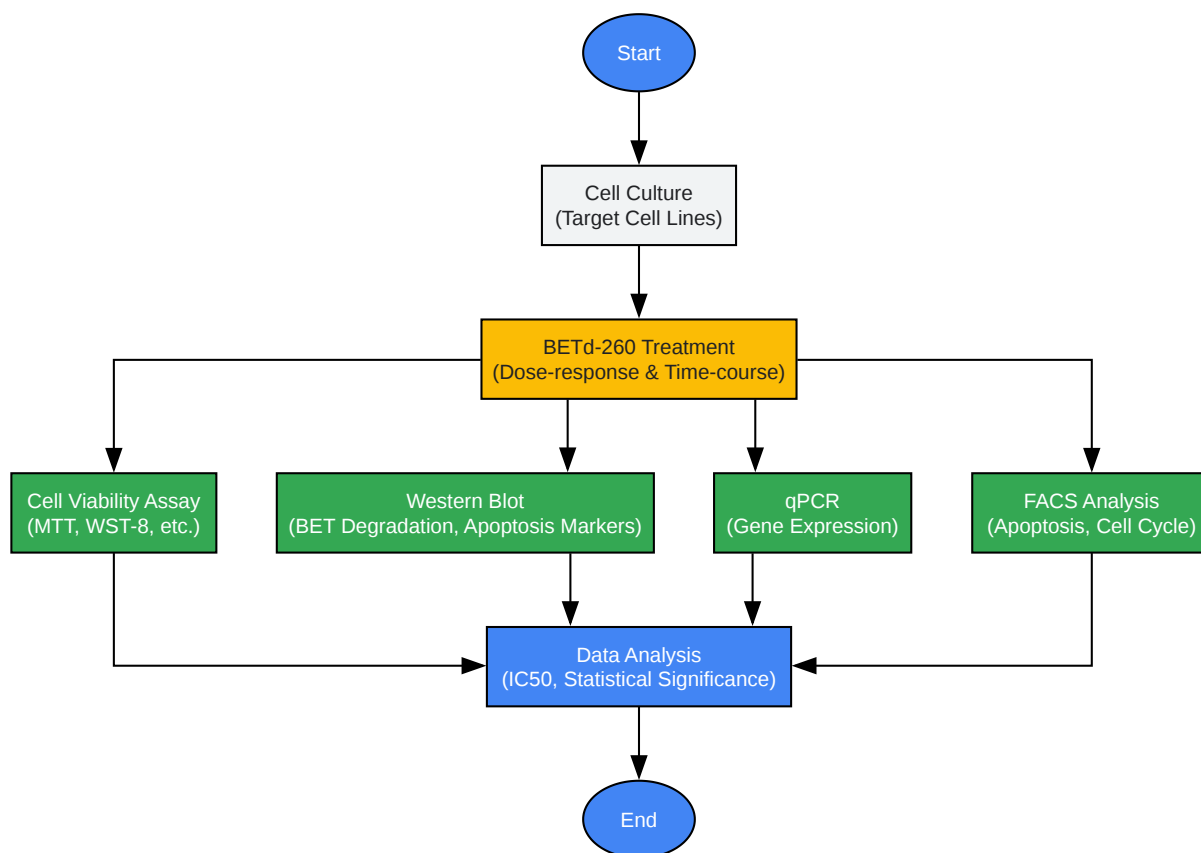 Start
Cell Culture
(Target Cell Lines)
BETd-260 Treatment
(Dose-response & Time-course)
Cell Viability Assay
(MTT, WST-8, etc.)
Western Blot
(BET Degradation, Apoptosis Markers)
qPCR
(Gene Expression)
FACS Analysis
(Apoptosis, Cell Cycle)
Data Analysis
(IC50, Statistical Significance)
End